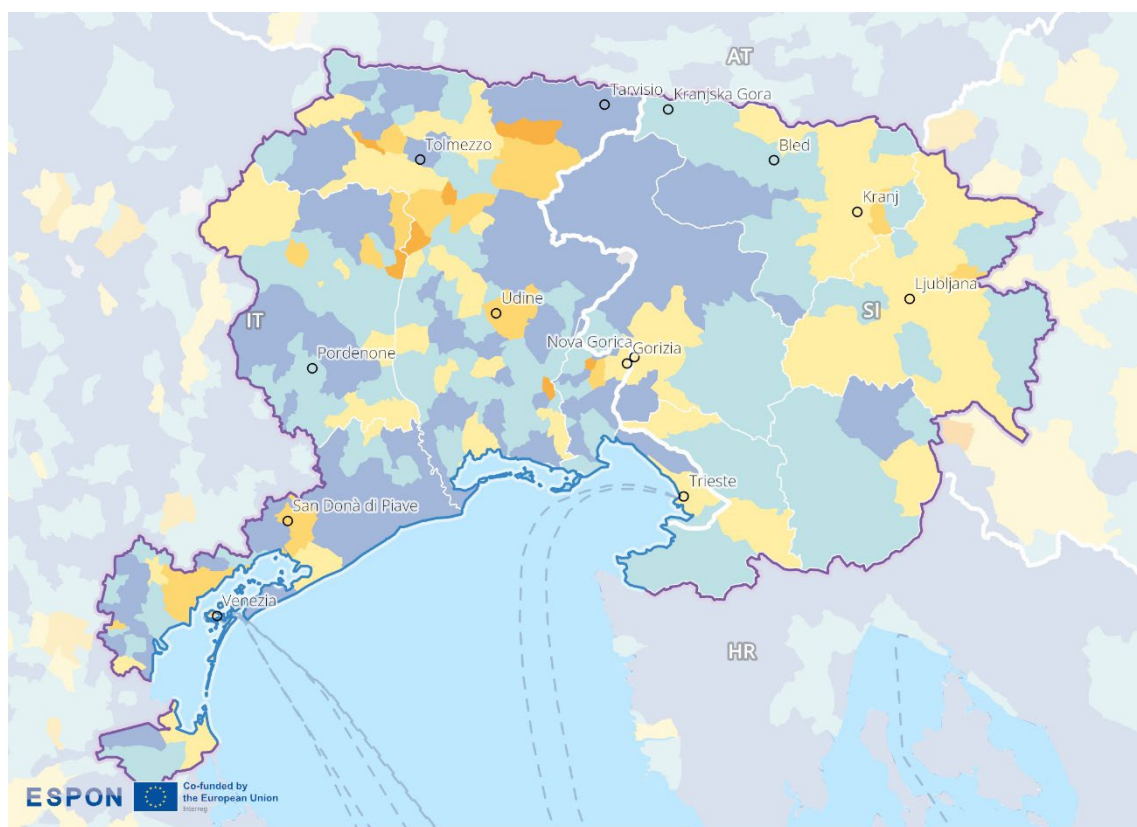 AT
Tarvisio
Kranjska Gora
Tolmezzo
Bled
Kranj
Ljubljana
Udine
SI
IT
Nova Gorica
Gorizia
Pordenone
Trieste
San Donà di Piave
Venezia
HR
ESPON
Co-funded by
the European Union
Interreg